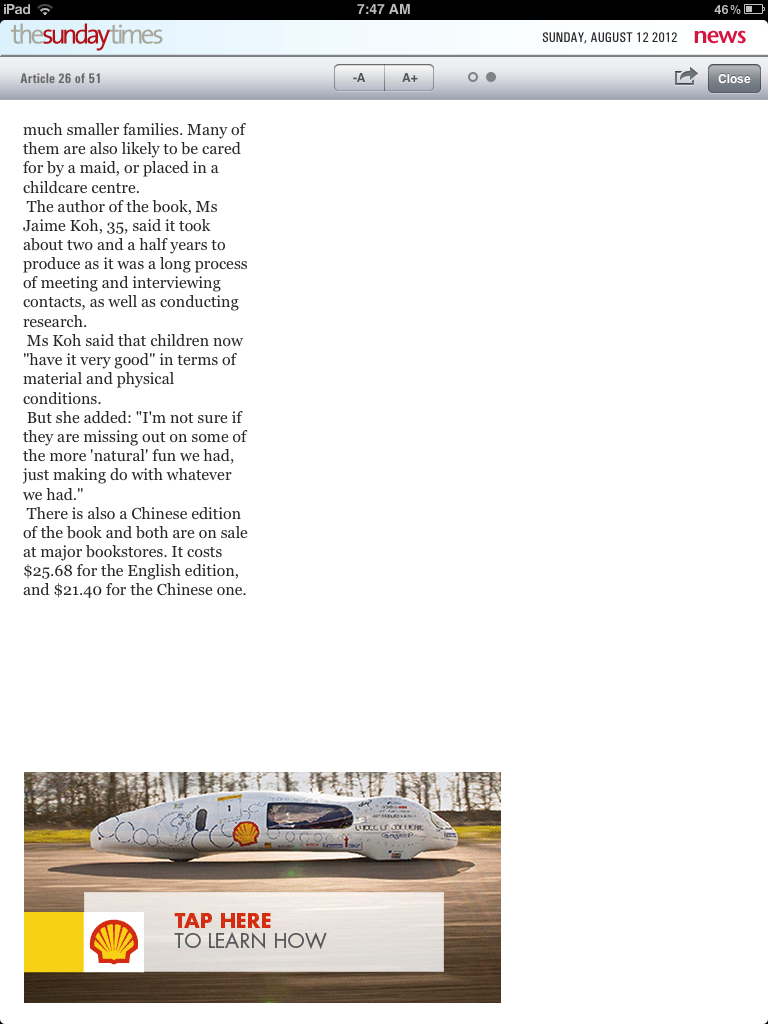 iPad 7:47 AM 46%
thesundaytimes SUNDAY, AUGUST 12 2012 news
Article 26 of 51 -A A+ Close
much smaller families. Many of
them are also likely to be cared
for by a maid, or placed in a
childcare centre.
The author of the book, Ms
Jaime Koh, 35, said it took
about two and a half years to
produce as it was a long process
of meeting and interviewing
contacts, as well as conducting
research.
Ms Koh said that children now
"have it very good" in terms of
material and physical
conditions.
But she added: "I'm not sure if
they are missing out on some of
the more 'natural' fun we had,
just making do with whatever
we had."
There is also a Chinese edition
of the book and both are on sale
at major bookstores. It costs
$25.68 for the English edition,
and $21.40 for the Chinese one.
1
TAP HERE
TO LEARN HOW